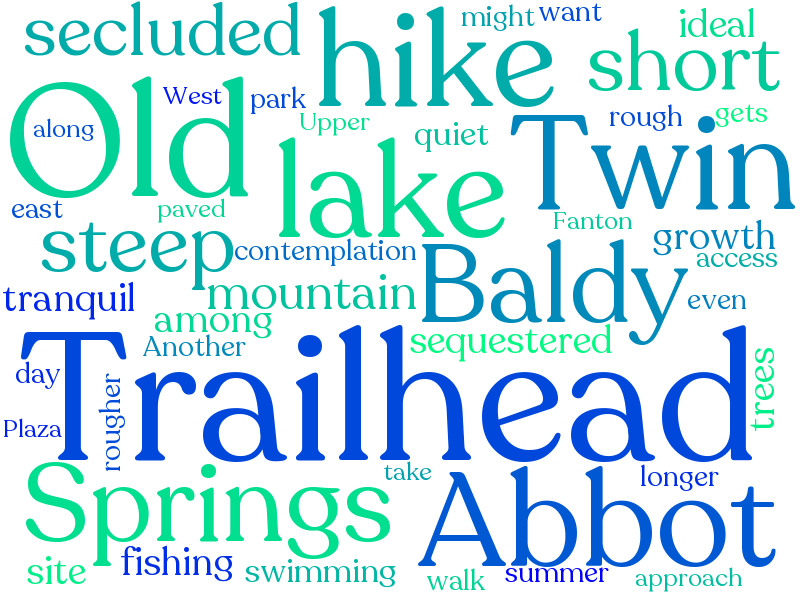 secluded
hike
might
want
ideal
short
Old
along
West
park
Upper
quiet
Twin
rough
gets
lake
east
paved
Fanton
growth
access
steep
contemplation
Baldy
even
tranquil
mountain
among
Another
sequestered
Trailhead
day
rougher
trees
Plaza
Springs
take
Abbot
longer
site
fishing
swimming
walk
summer
approach